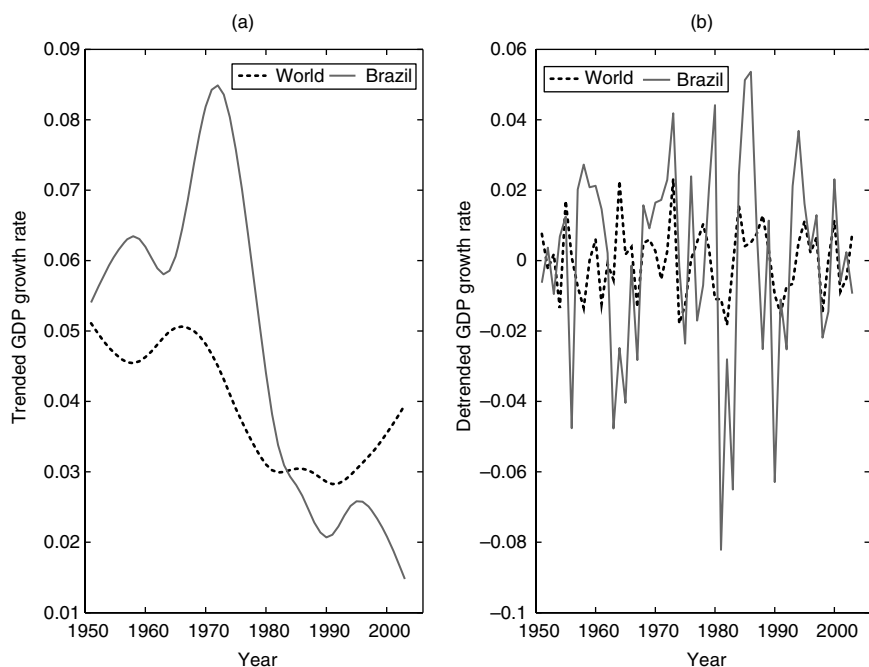 (a)
Trended GDP growth rate
0.09
0.08
0.07
0.06
0.05
0.04
0.03
0.02
0.01
World
Brazil
1950 1960 1970 1980 1990 2000
Year
(b)
Detrended GDP growth rate
0.06
0.04
0.02
0
–0.02
–0.04
–0.06
–0.08
–0.1
World
Brazil
1950 1960 1970 1980 1990 2000
Year